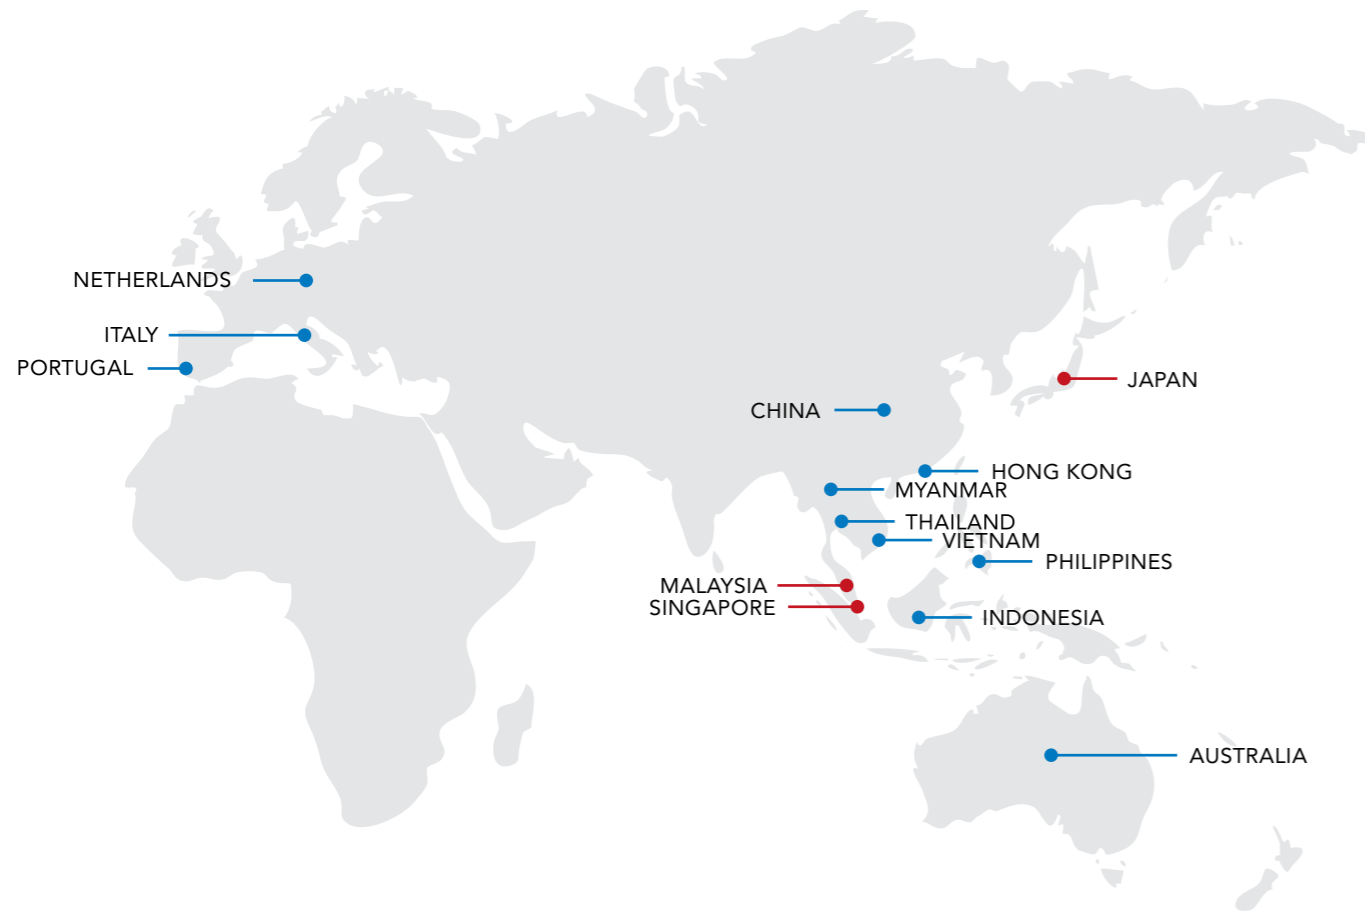 NETHERLANDS
ITALY
PORTUGAL
JAPAN
CHINA
HONG KONG
MYANMAR
THAILAND
VIETNAM
PHILIPPINES
MALAYSIA
SINGAPORE
INDONESIA
AUSTRALIA